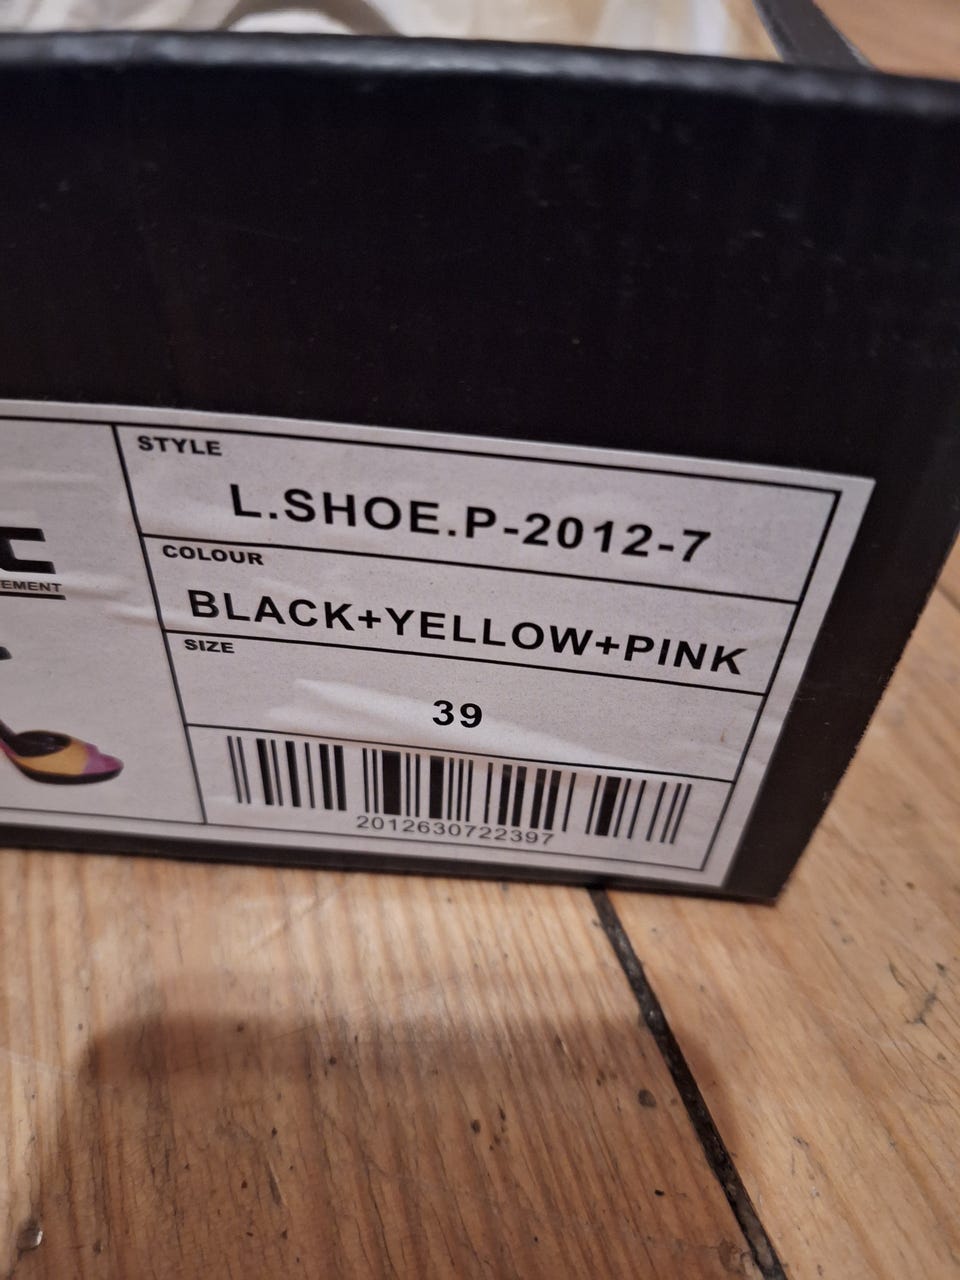 STYLE
L.SHOE.P-2012-7
COLOUR
BLACK+YELLOW+PINK
SIZE
39
2012630722397